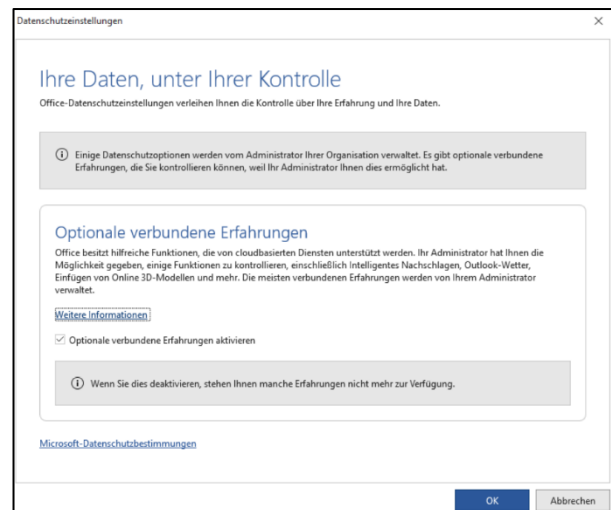 Datenschutzeinstellungen
Ihre Daten, unter Ihrer Kontrolle
Office-Datenschutzeinstellungen verleihen Ihnen die Kontrolle über Ihre Erfahrung und Ihre Daten.
Einige Datenschutzoptionen werden vom Administrator Ihrer Organisation verwaltet. Es gibt optionale verbundene
Erfahrungen, die Sie kontrollieren können, weil Ihr Administrator Ihnen dies ermöglicht hat.
Optionale verbundene Erfahrungen
Office besitzt hilfreiche Funktionen, die von cloudbasierten Diensten unterstützt werden. Ihr Administrator hat Ihnen die
Möglichkeit gegeben, einige Funktionen zu kontrollieren, einschließlich Intelligentes Nachschlagen, Outlook-Wetter,
Einfügen von Online 3D-Modellen und mehr. Die meisten verbundenen Erfahrungen werden von Ihrem Administrator
verwaltet.
Weitere Informationen
Optionale verbundene Erfahrungen aktivieren
Wenn Sie dies deaktivieren, stehen Ihnen manche Erfahrungen nicht mehr zur Verfügung.
Microsoft-Datenschutzbestimmungen
OK Abbrechen